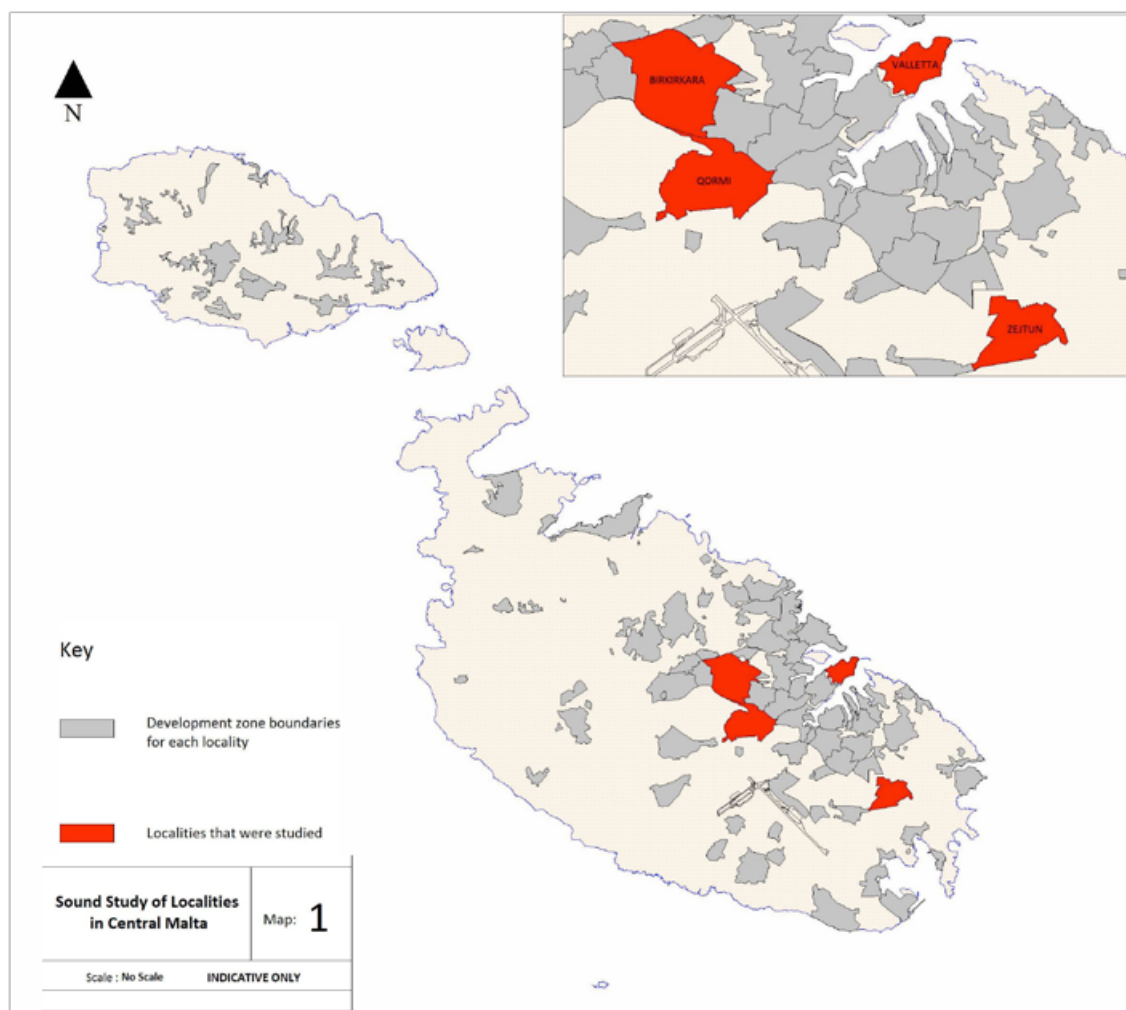 N
BIRKIRKARA
VALLETTA
QORMI
ZEJTUN
Key
Development zone boundaries
for each locality
Localities that were studied
Sound Study of Localities
in Central Malta
Map: 1
Scale : No Scale INDICATIVE ONLY